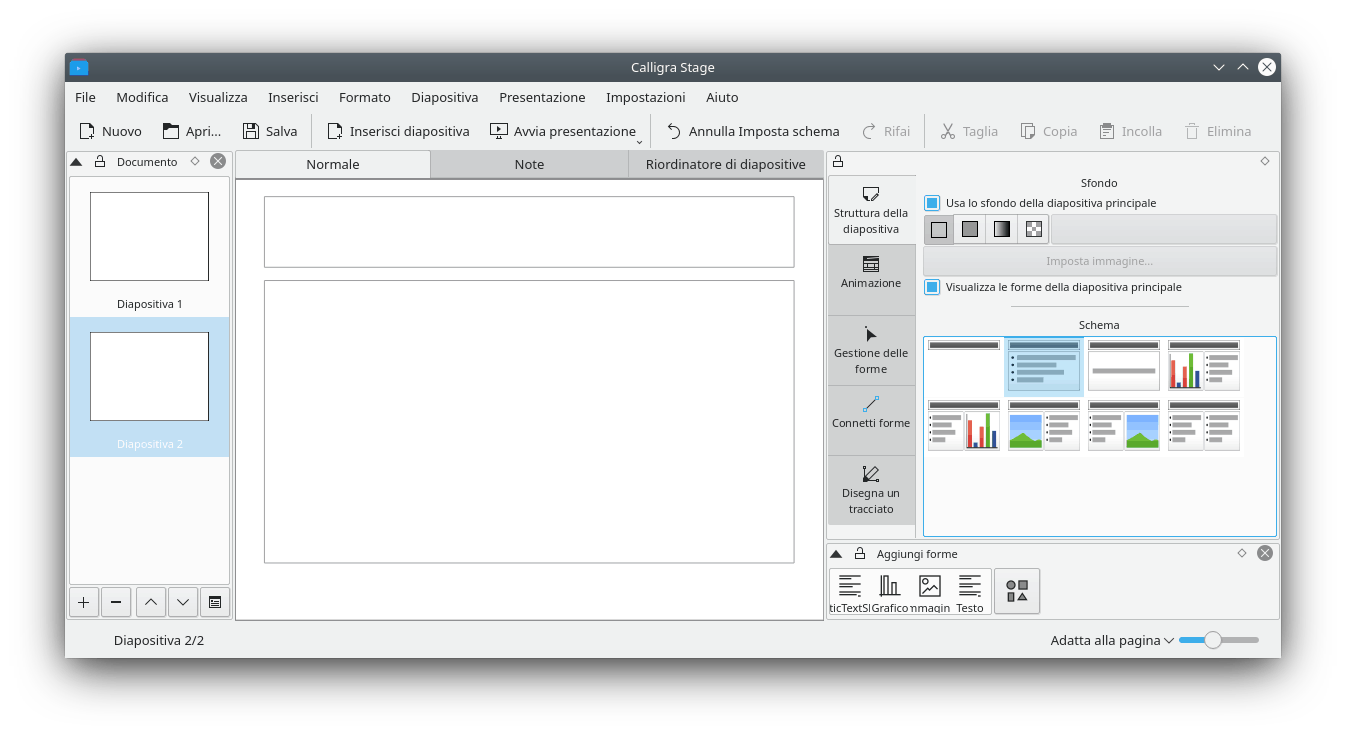 Calligra Stage
File Modifica Visualizza Inserisci Formato Diapositiva Presentazione Impostazioni Aiuto
Nuovo Apri... Salva Inserisci diapositiva Avvia presentazione Annulla Imposta schema Rifai Taglia Copia Incolla Elimina
Documento
Diapositiva 1
Diapositiva 2
Normale Note Riordinatore di diapositive
Struttura della
diapositiva
Animazione
Gestione delle
forme
Connetti forme
Disegna un
tracciato
Sfondo
Usa lo sfondo della diapositiva principale
Imposta immagine...
Visualizza le forme della diapositiva principale
Schema
Aggiungi forme
ticTextSl Grafico mmagin Testo
Diapositiva 2/2
Adatta alla pagina